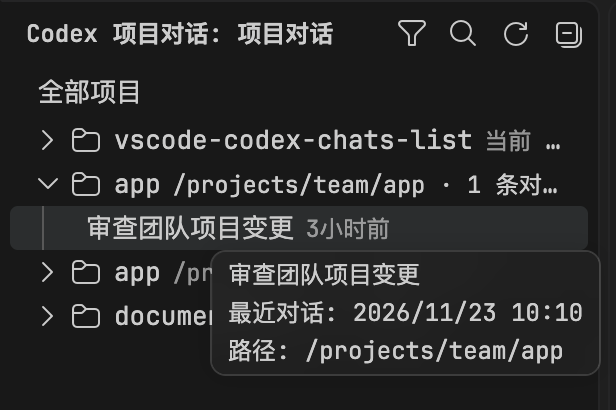 Codex 项目对话: 项目对话
全部项目
vscode-codex-chats-list 当前 …
app /projects/team/app · 1 条对…
审查团队项目变更 3小时前
app
审查团队项目变更
最近对话: 2026/11/23 10:10
路径: /projects/team/app